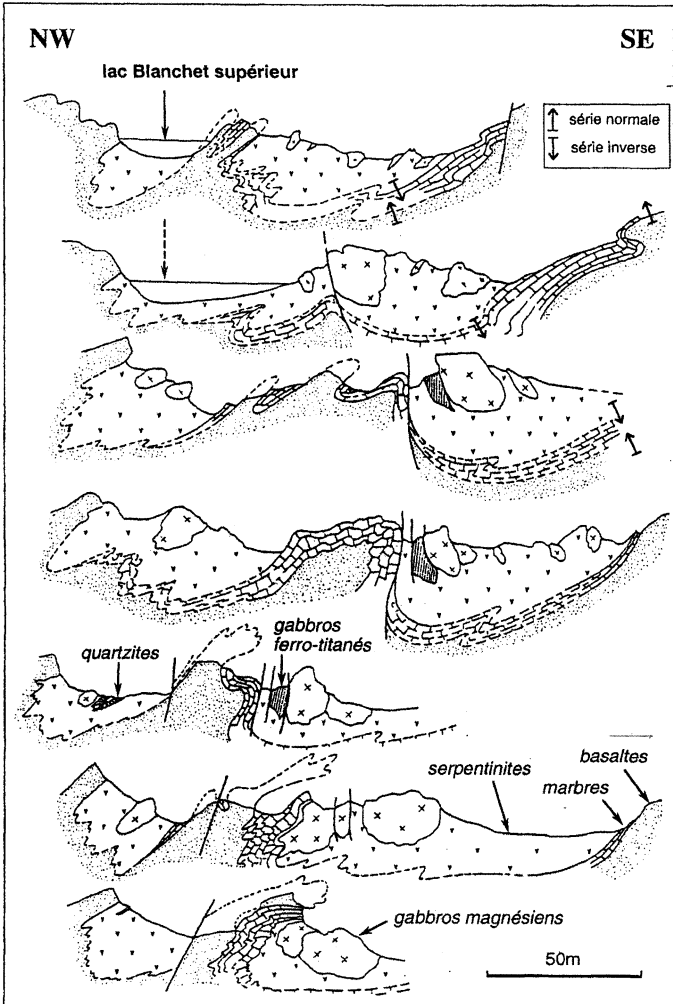 NW
SE
lac Blanchet supérieur
série normale
série inverse
quartzites
gabbros
ferro-titanés
serpentinites
basaltes
marbres
gabbros magnésiens
50m